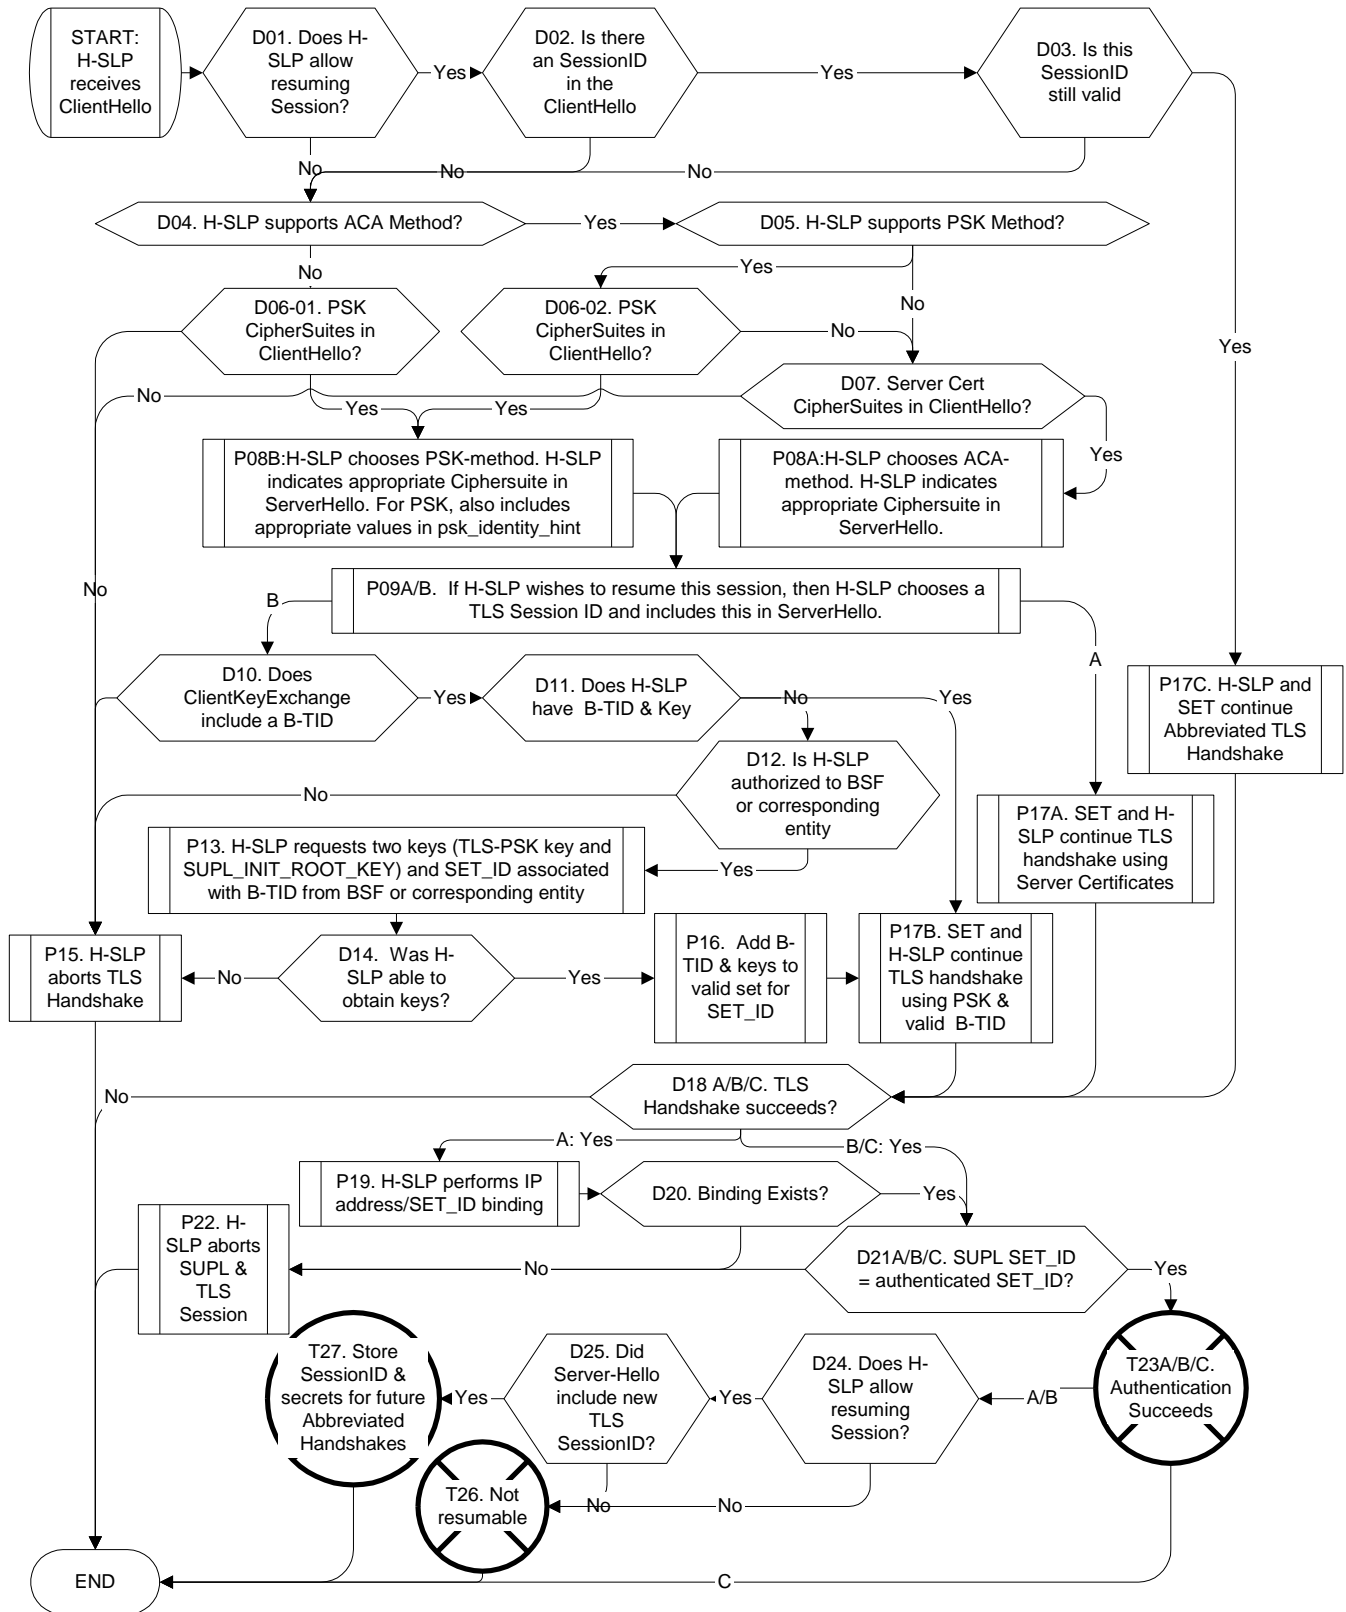 START:
H-SLP
receives
ClientHello
D01. Does H-
SLP allow
resuming
Session?
Yes
D02. Is there
an SessionID
in the
ClientHello
Yes
D03. Is this
SessionID
still valid
No
No
No
D04. H-SLP supports ACA Method?
Yes
D05. H-SLP supports PSK Method?
No
Yes
No
Yes
D06-01. PSK
CipherSuites in
ClientHello?
D06-02. PSK
CipherSuites in
ClientHello?
No
D07. Server Cert
CipherSuites in ClientHello?
No
Yes
Yes
Yes
P08B:H-SLP chooses PSK-method. H-SLP
indicates appropriate Ciphersuite in
ServerHello. For PSK, also includes
appropriate values in psk_identity_hint
P08A:H-SLP chooses ACA-
method. H-SLP indicates
appropriate Ciphersuite in
ServerHello.
No
P09A/B.  If H-SLP wishes to resume this session, then H-SLP chooses a
TLS Session ID and includes this in ServerHello.
B
A
D10. Does
ClientKeyExchange
include a B-TID
Yes
D11. Does H-SLP
have  B-TID & Key
No
Yes
P17C. H-SLP and
SET continue
Abbreviated TLS
Handshake
D12. Is H-SLP
authorized to BSF
or corresponding
entity
No
Yes
P17A. SET and H-
SLP continue TLS
handshake using
Server Certificates
P13. H-SLP requests two keys (TLS-PSK key and
SUPL_INIT_ROOT_KEY) and SET_ID associated
with B-TID from BSF or corresponding entity
P15. H-SLP
aborts TLS
Handshake
No
D14.  Was H-
SLP able to
obtain keys?
Yes
P16.  Add B-
TID & keys to
valid set for
SET_ID
P17B. SET and
H-SLP continue
TLS handshake
using PSK &
valid  B-TID
D18 A/B/C. TLS
Handshake succeeds?
No
A: Yes
B/C: Yes
P19. H-SLP performs IP
address/SET_ID binding
D20. Binding Exists?
Yes
P22. H-
SLP aborts
SUPL &
TLS
Session
No
D21A/B/C. SUPL SET_ID
= authenticated SET_ID?
Yes
T27. Store
SessionID &
secrets for future
Abbreviated
Handshakes
Yes
D25. Did
Server-Hello
include new
TLS
SessionID?
Yes
D24. Does H-
SLP allow
resuming
Session?
A/B
T23A/B/C.
Authentication
Succeeds
T26. Not
resumable
No
No
END
C